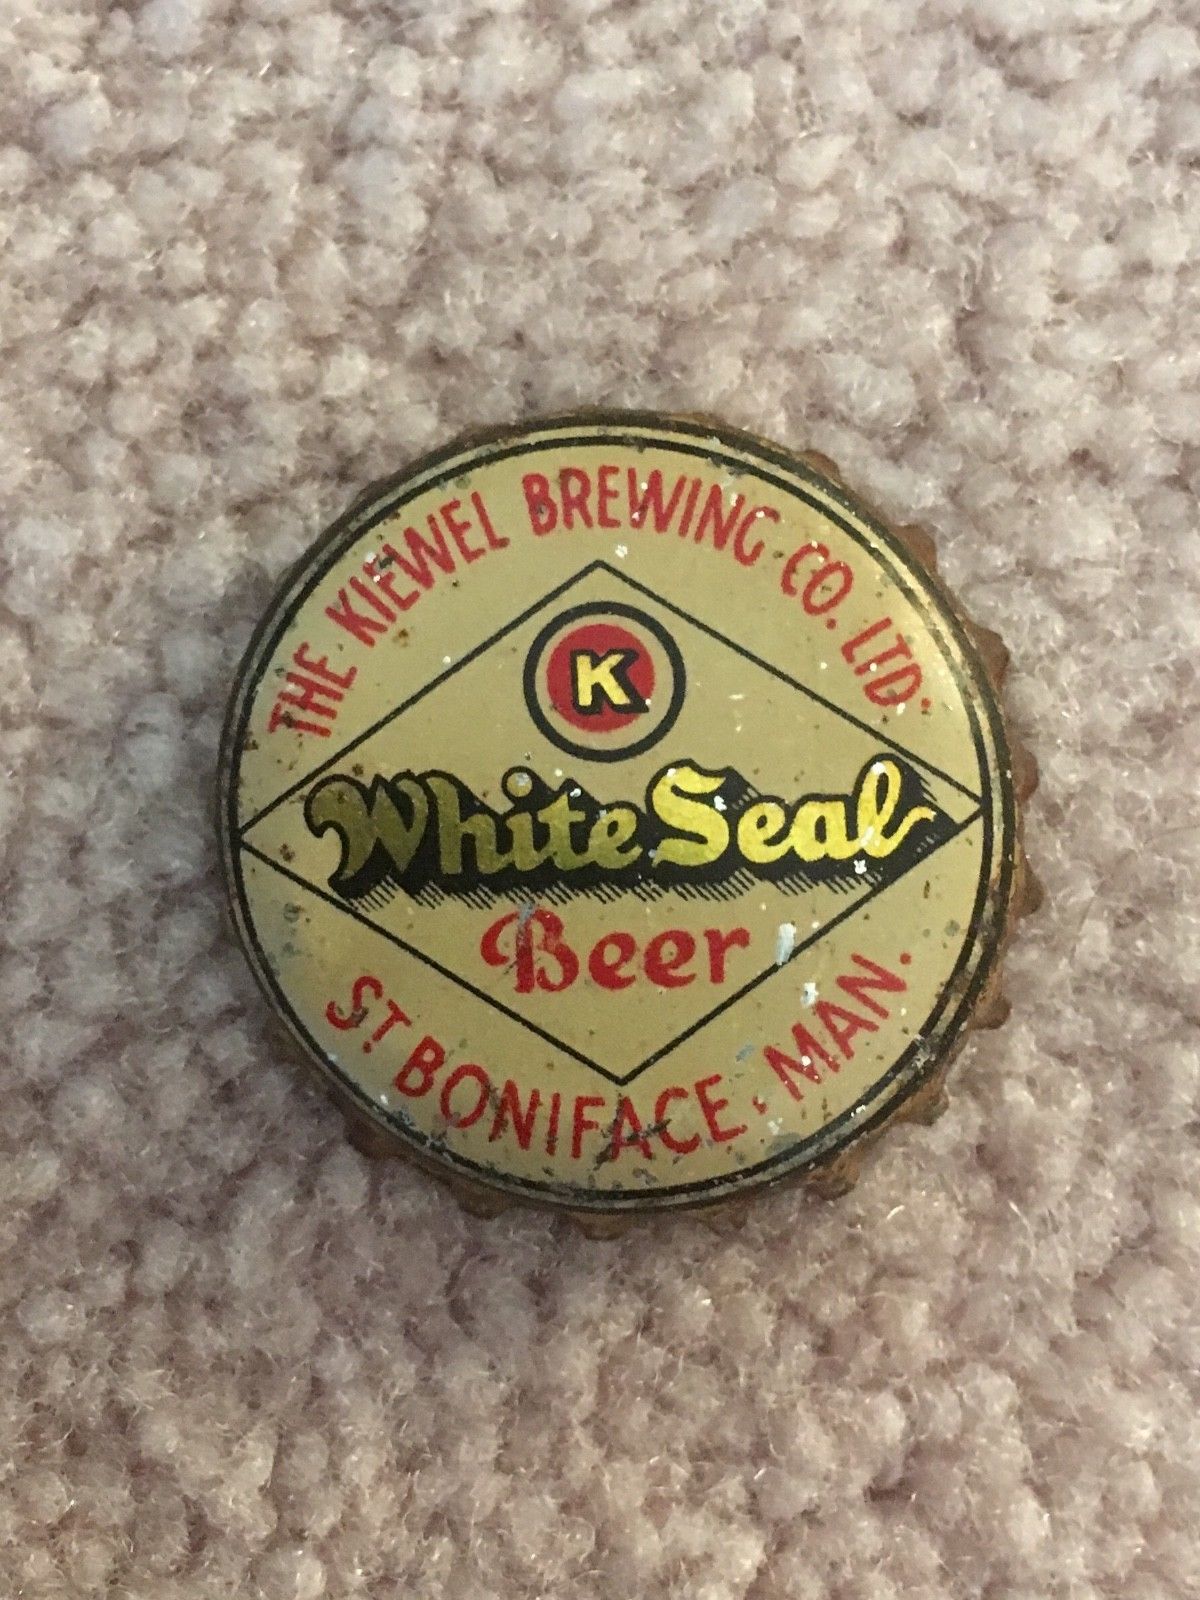 THE KIEWEL BREWING CO. LTD.
K
White Seal
Beer
ST. BONIFACE. MAN.